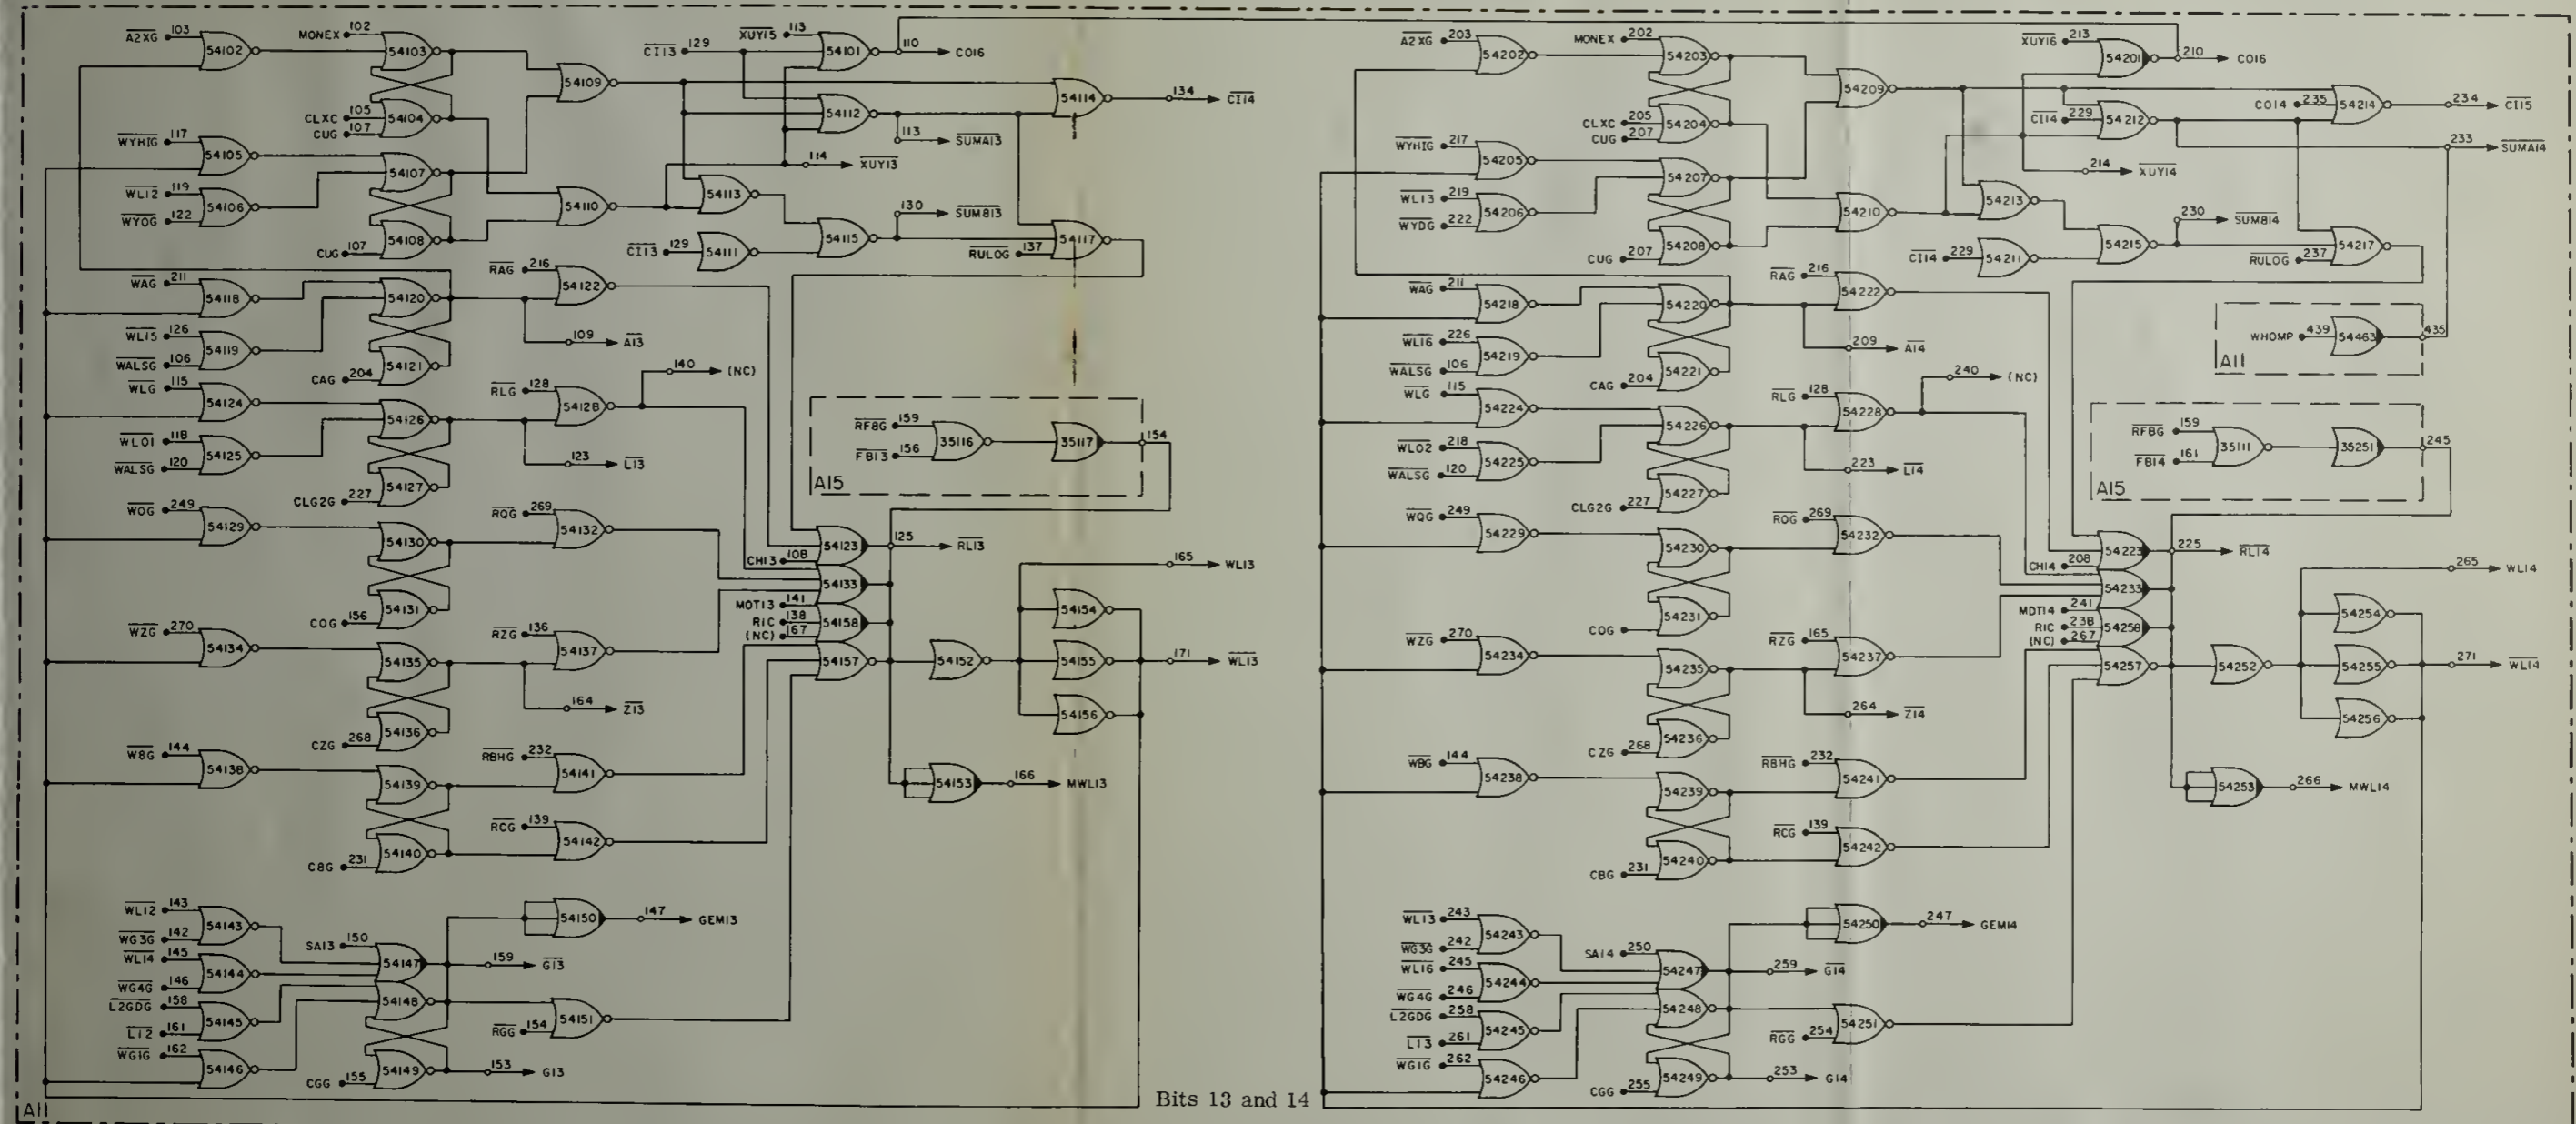 A2XG 103 54102
MONEX 102 54103
54109
CI13 129
XUY15 113 54101 110 CO16
54114 134 CI14
CLXC 105 CUG 107 54104
54112 113 SUMA13
WYHIG 117 54105
54107
114 XUY13
WL12 119 WYOG 122 54106
54110
54113
130 SUM813
CUG 107 54108
CI13 129 54111
54115
RULOG 137 54117
WAG 211 54118
54120
RAG 216 54122
109 A13
WL15 126 WALSG 106 54119
CAG 204 54121
WLG 115 54124
54126
RLG 128 54128
140 (NC)
WLO1 118 WALSG 120 54125
123 L13
CLG2G 227 54127
RF8G 159 FB13 156 35116
35117 154
A15
WOG 249 54129
54130
RQG 269 54132
COG 156 54131
CH13 108 54123 125 RL13
54133
MOT13 141 RIC 138 (NC) 167 54158
54157
54152
54154
54155
54156
165 WL13
171 WL13
WZG 270 54134
54135
RZG 136 54137
164 Z13
CZG 268 54136
W8G 144 54138
54139
RBHG 232 54141
54153 166 MWL13
C8G 231 54140
RCG 139 54142
WL12 143 WG3G 142 54143
WL14 145 WG4G 146 54144
L2GDG 158 L12 161 54145
WG1G 162 54146
SA13 150 54147
54148
CGG 155 54149
54150 147 GEM13
159 G13
RGG 154 54151
153 G13
A11
Bits 13 and 14
A2XG 203 54202
MONEX 202 54203
54209
XUY16 213 54201 210 CO16
CO14 235 54214 234 CI15
CLXC 205 CUG 207 54204
CI14 229 54212
233 SUMA14
WYHIG 217 54205
54207
214 XUY14
WL13 219 WYDG 222 54206
54210
54213
230 SUM814
CUG 207 54208
CI14 229 54211
54215
RULOG 237 54217
WAG 211 54218
54220
RAG 216 54222
209 A14
WL16 226 WALSG 106 54219
CAG 204 54221
WHOMP 439 54463 435
A11
WLG 115 54224
54226
RLG 128 54228
240 (NC)
WLO2 218 WALSG 120 54225
223 L14
CLG2G 227 54227
RFBG 159 FB14 161 35111
35251 245
A15
WQG 249 54229
54230
ROG 269 54232
COG 54231
CH14 208 54223 225 RL14
54233
MDT14 241 RIC 238 (NC) 267 54258
54257
54252
54254
54255
54256
265 WL14
271 WL14
WZG 270 54234
54235
RZG 165 54237
264 Z14
CZG 268 54236
WBG 144 54238
54239
RBHG 232 54241
54253 266 MWL14
CBG 231 54240
RCG 139 54242
WL13 243 WG3G 242 54243
WL16 245 WG4G 246 54244
L2GDG 258 L13 261 54245
WG1G 262 54246
SA14 250 54247
54248
CGG 255 54249
54250 247 GEM14
259 G14
RGG 254 54251
253 G14